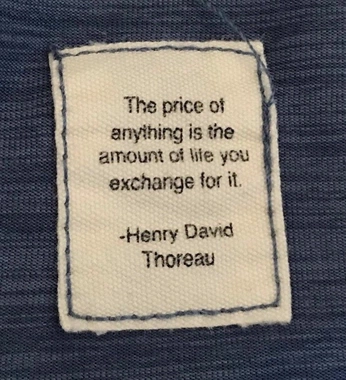 The price of
anything is the
amount of life you
exchange for it.
-Henry David
Thoreau